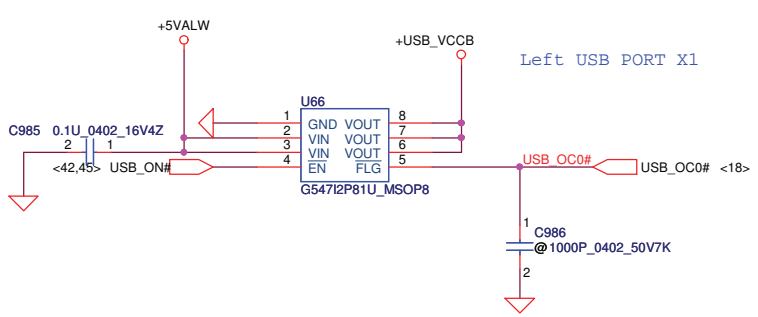 +5VALW
+USB_VCCB
Left USB PORT X1
U66
C985 0.1U_0402_16V4Z
2 1
1 GND VOUT 8
2 VIN VOUT 7
3 VIN VOUT 6
4 EN FLG 5
<42,45> USB_ON#
G547I2P81U_MSOP8
USB_OC0#
USB_OC0# <18>
1
C986
@1000P_0402_50V7K
2